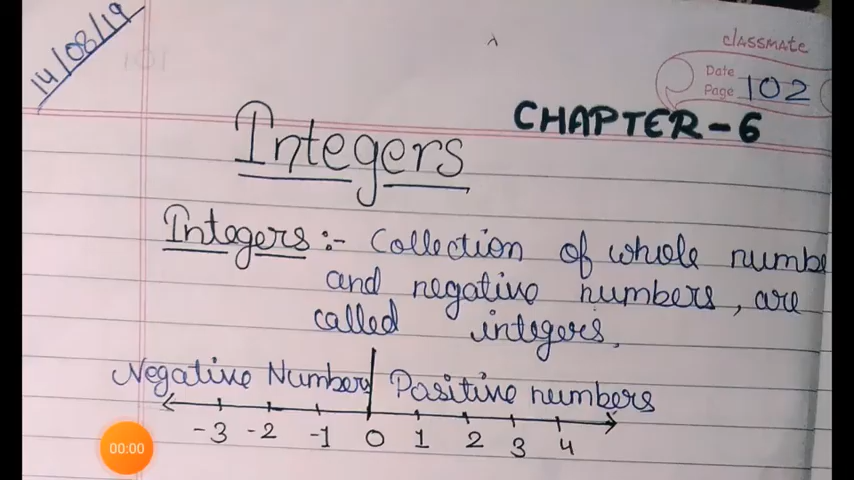 14/08/19
classmate
Date
Page 102
CHAPTER-6
Integers
Integers :- Collection of whole numbe
and negative numbers, are
called integers.
Negative Numbers Positive numbers
-3 -2 -1 0 1 2 3 4
00:00